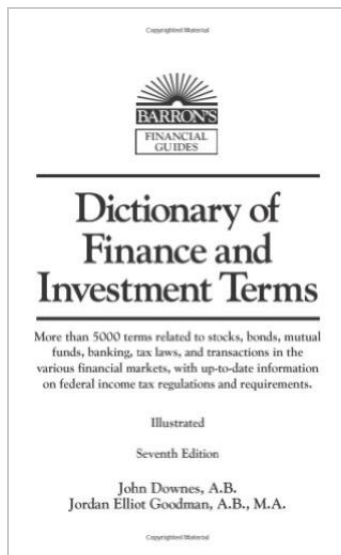 Copyrighted Material
BARRON'S
FINANCIAL
GUIDES
Dictionary of
Finance and
Investment Terms
More than 5000 terms related to stocks, bonds, mutual
funds, banking, tax laws, and transactions in the
various financial markets, with up-to-date information
on federal income tax regulations and requirements.
Illustrated
Seventh Edition
John Downes, A.B.
Jordan Elliot Goodman, A.B., M.A.
Copyrighted Material